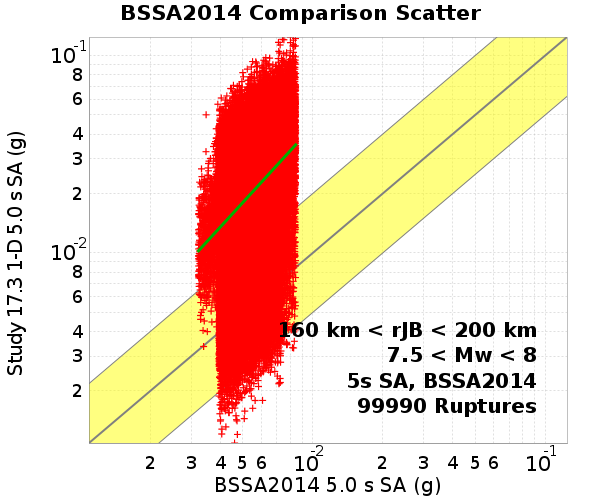 BSSA2014 Comparison Scatter
Study 17.3 1-D 5.0 s SA (g)
10-1
8
6
4
3
2
10-2
8
6
4
3
2
160 km < rJB < 200 km
7.5 < Mw < 8
5s SA, BSSA2014
99990 Ruptures
2 3 4 5 6 10-2 2 3 4 5 6 10-1
BSSA2014 5.0 s SA (g)